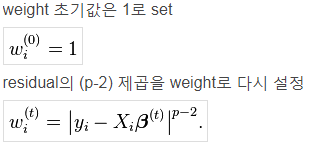 weight 초기값은 1로 set
w_i^{(0)} = 1
residual의 (p-2) 제곱을 weight로 다시 설정
w_i^{(t)} = |y_i − X_i β^{(t)}|^{p−2}.